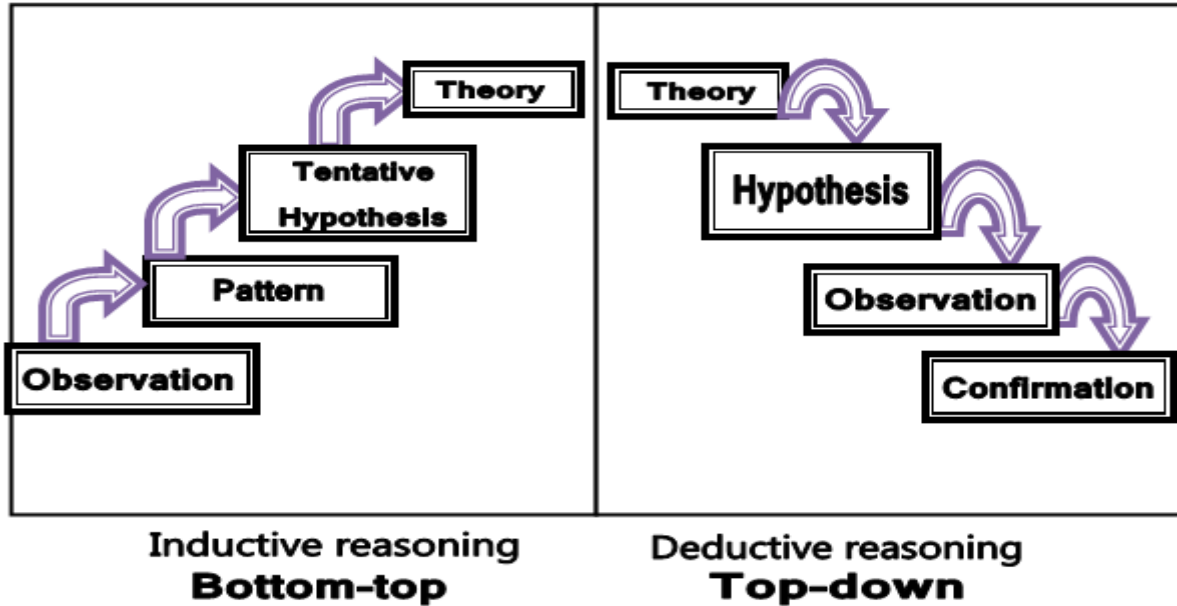 Theory
Tentative
Hypothesis
Pattern
Observation
Inductive reasoning
Bottom-top
Theory
Hypothesis
Observation
Confirmation
Deductive reasoning
Top-down